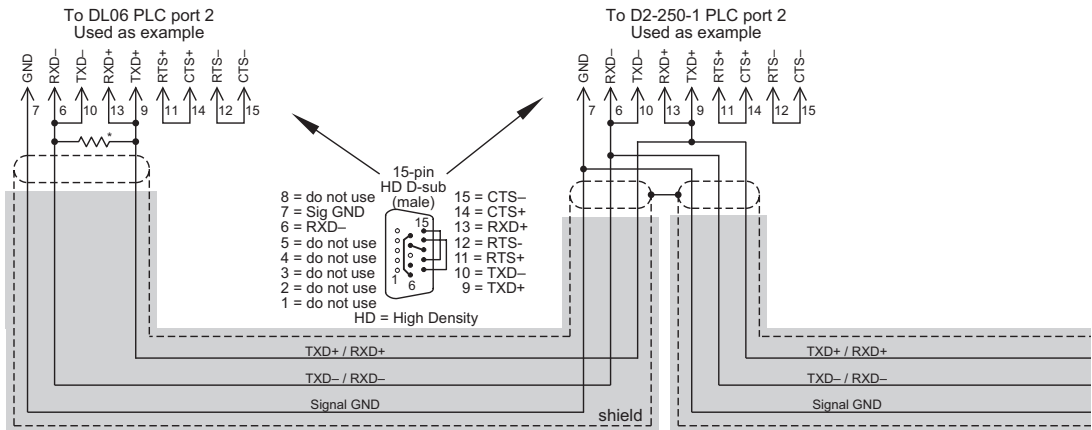 To DL06 PLC port 2
Used as example
GND
RXD–
TXD–
RXD+
TXD+
RTS+
CTS+
RTS–
CTS–
7
6
10
13
9
11
14
12
15
*
To D2-250-1 PLC port 2
Used as example
GND
RXD–
TXD–
RXD+
TXD+
RTS+
CTS+
RTS–
CTS–
7
6
10
13
9
11
14
12
15
15-pin
HD D-sub
(male)
8 = do not use
7 = Sig GND
6 = RXD–
5 = do not use
4 = do not use
3 = do not use
2 = do not use
1 = do not use
15
1
6
15 = CTS–
14 = CTS+
13 = RXD+
12 = RTS-
11 = RTS+
10 = TXD–
9 = TXD+
HD = High Density
TXD+ / RXD+
TXD– / RXD–
Signal GND
shield
TXD+ / RXD+
TXD– / RXD–
Signal GND